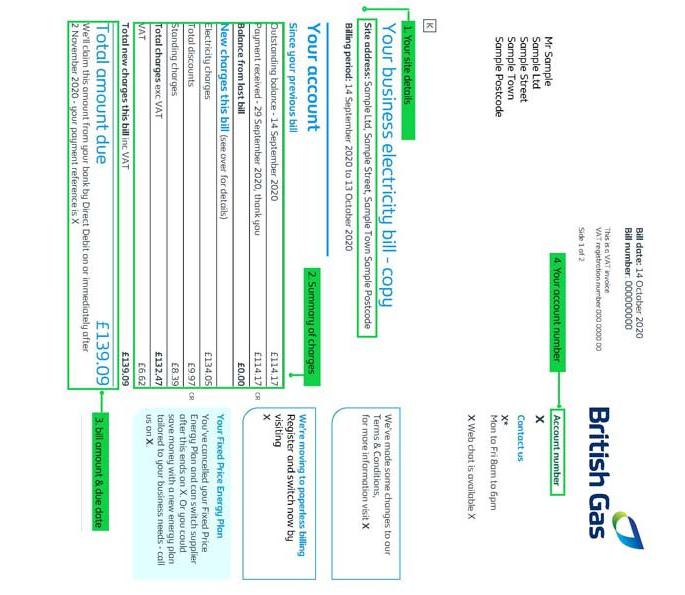 British Gas
Mr Sample
Sample Ltd
Sample Street
Sample Town
Sample Postcode
Bill date: 14 October 2020
Bill number: 000000000
This is a VAT invoice
VAT registration number 000 0000 00
Side 1 of 2
4. Your account number
Account number
X
Contact us
X*
Mon to Fri 8am to 6pm
X Web chat is available X
K
1. Your site details
Your business electricity bill - copy
Site address: Sample Ltd, Sample Street, Sample Town Sample Postcode
Billing period: 14 September 2020 to 13 October 2020
We've made some changes to our
Terms & Conditions,
for more information visit X
Your account
Since your previous bill
2. Summary of charges
Outstanding balance - 14 September 2020 £114.17
Payment received - 29 September 2020, thank you £114.17 CR
Balance from last bill £0.00
New charges this bill (see over for details)
Electricity charges £134.05
Total discounts £9.97 CR
Standing charges £8.39
Total charges exc VAT £132.47
VAT £6.62
Total new charges this bill inc VAT £139.09
Total amount due £139.09
We'll claim this amount from your bank by Direct Debit on or immediately after
2 November 2020 - your payment reference is X
3. bill amount & due date
We're moving to paperless billing
Register and switch now by
visiting
X
Your Fixed Price Energy Plan
You've cancelled your Fixed Price
Energy Plan and can switch supplier
after this ends on X. Or you could
save money with a new energy plan
tailored to your business needs - call
us on X.